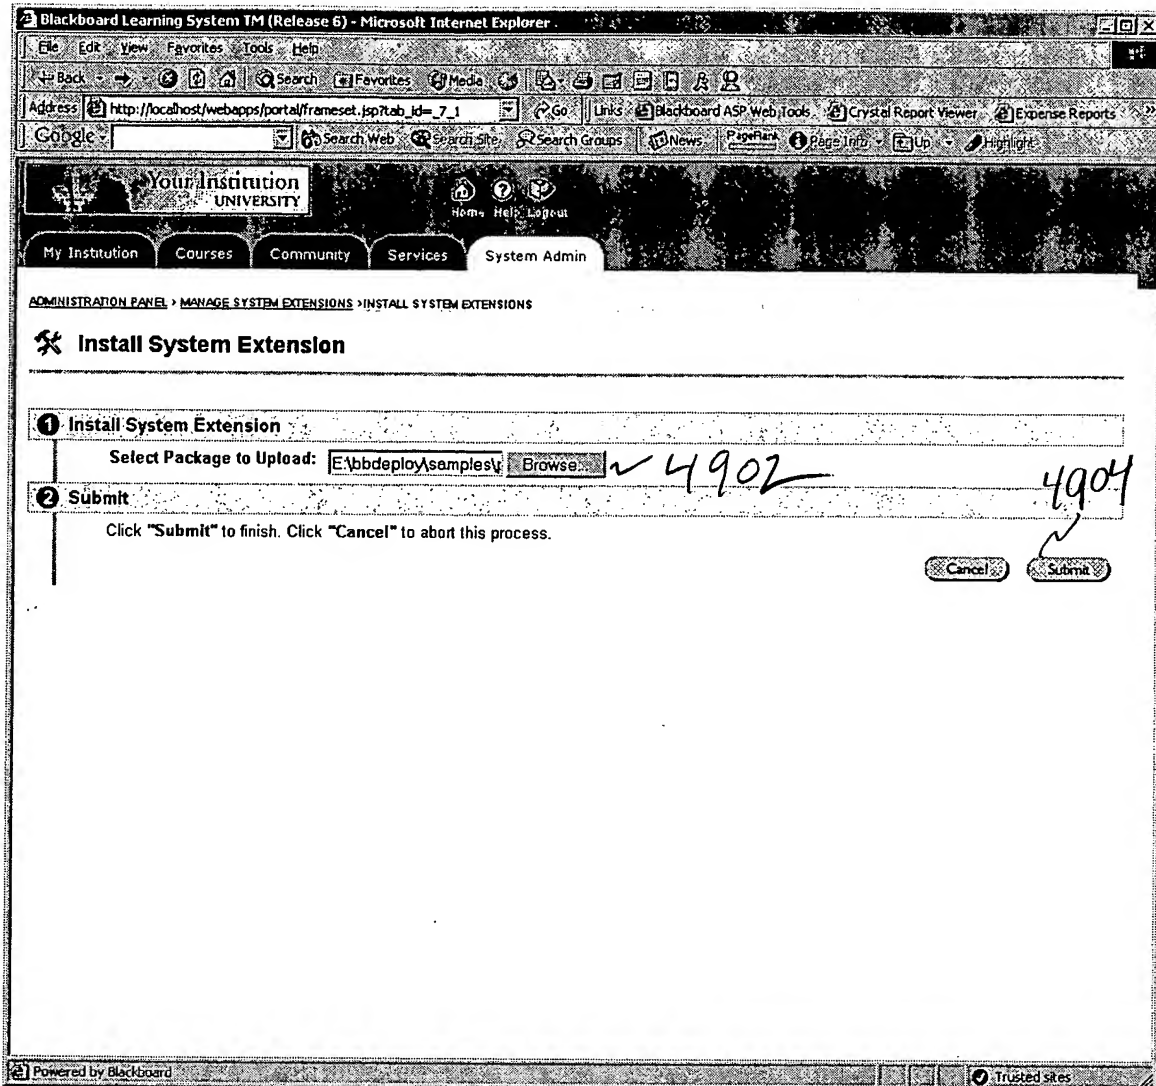 Blackboard Learning System TM (Release 6) - Microsoft Internet Explorer
File Edit View Favorites Tools Help
Back Search Favorites Media
Address http://localhost/webapps/portal/frameset.jsp?tab_id=_7_1 Go Links Blackboard ASP Web Tools Crystal Report Viewer Expense Reports »
Google Search Web Search Site Search Groups News PageRank Page Info Up Highlight
Your Institution
UNIVERSITY
Home Help Logout
My Institution Courses Community Services System Admin
ADMINISTRATION PANEL > MANAGE SYSTEM EXTENSIONS >INSTALL SYSTEM EXTENSIONS
Install System Extension
1 Install System Extension
Select Package to Upload: E:\bbdeploy\samples\p Browse... 4902
2 Submit 4904
Click "Submit" to finish. Click "Cancel" to abort this process.
Cancel Submit
Powered by Blackboard Trusted sites